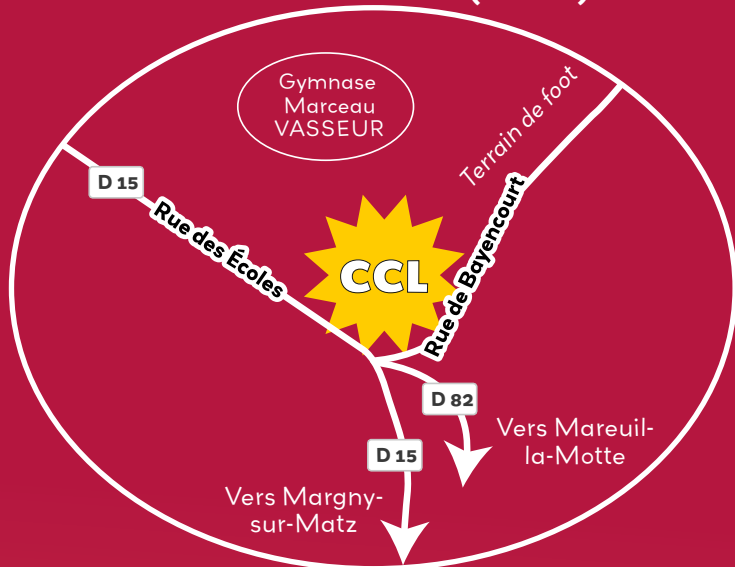 Gymnase
Marceau
VASSEUR
Terrain de foot
D 15
Rue des Écoles
CCL
Rue de Bayencourt
D 82
Vers Mareuil-
la-Motte
D 15
Vers Margny-
sur-Matz